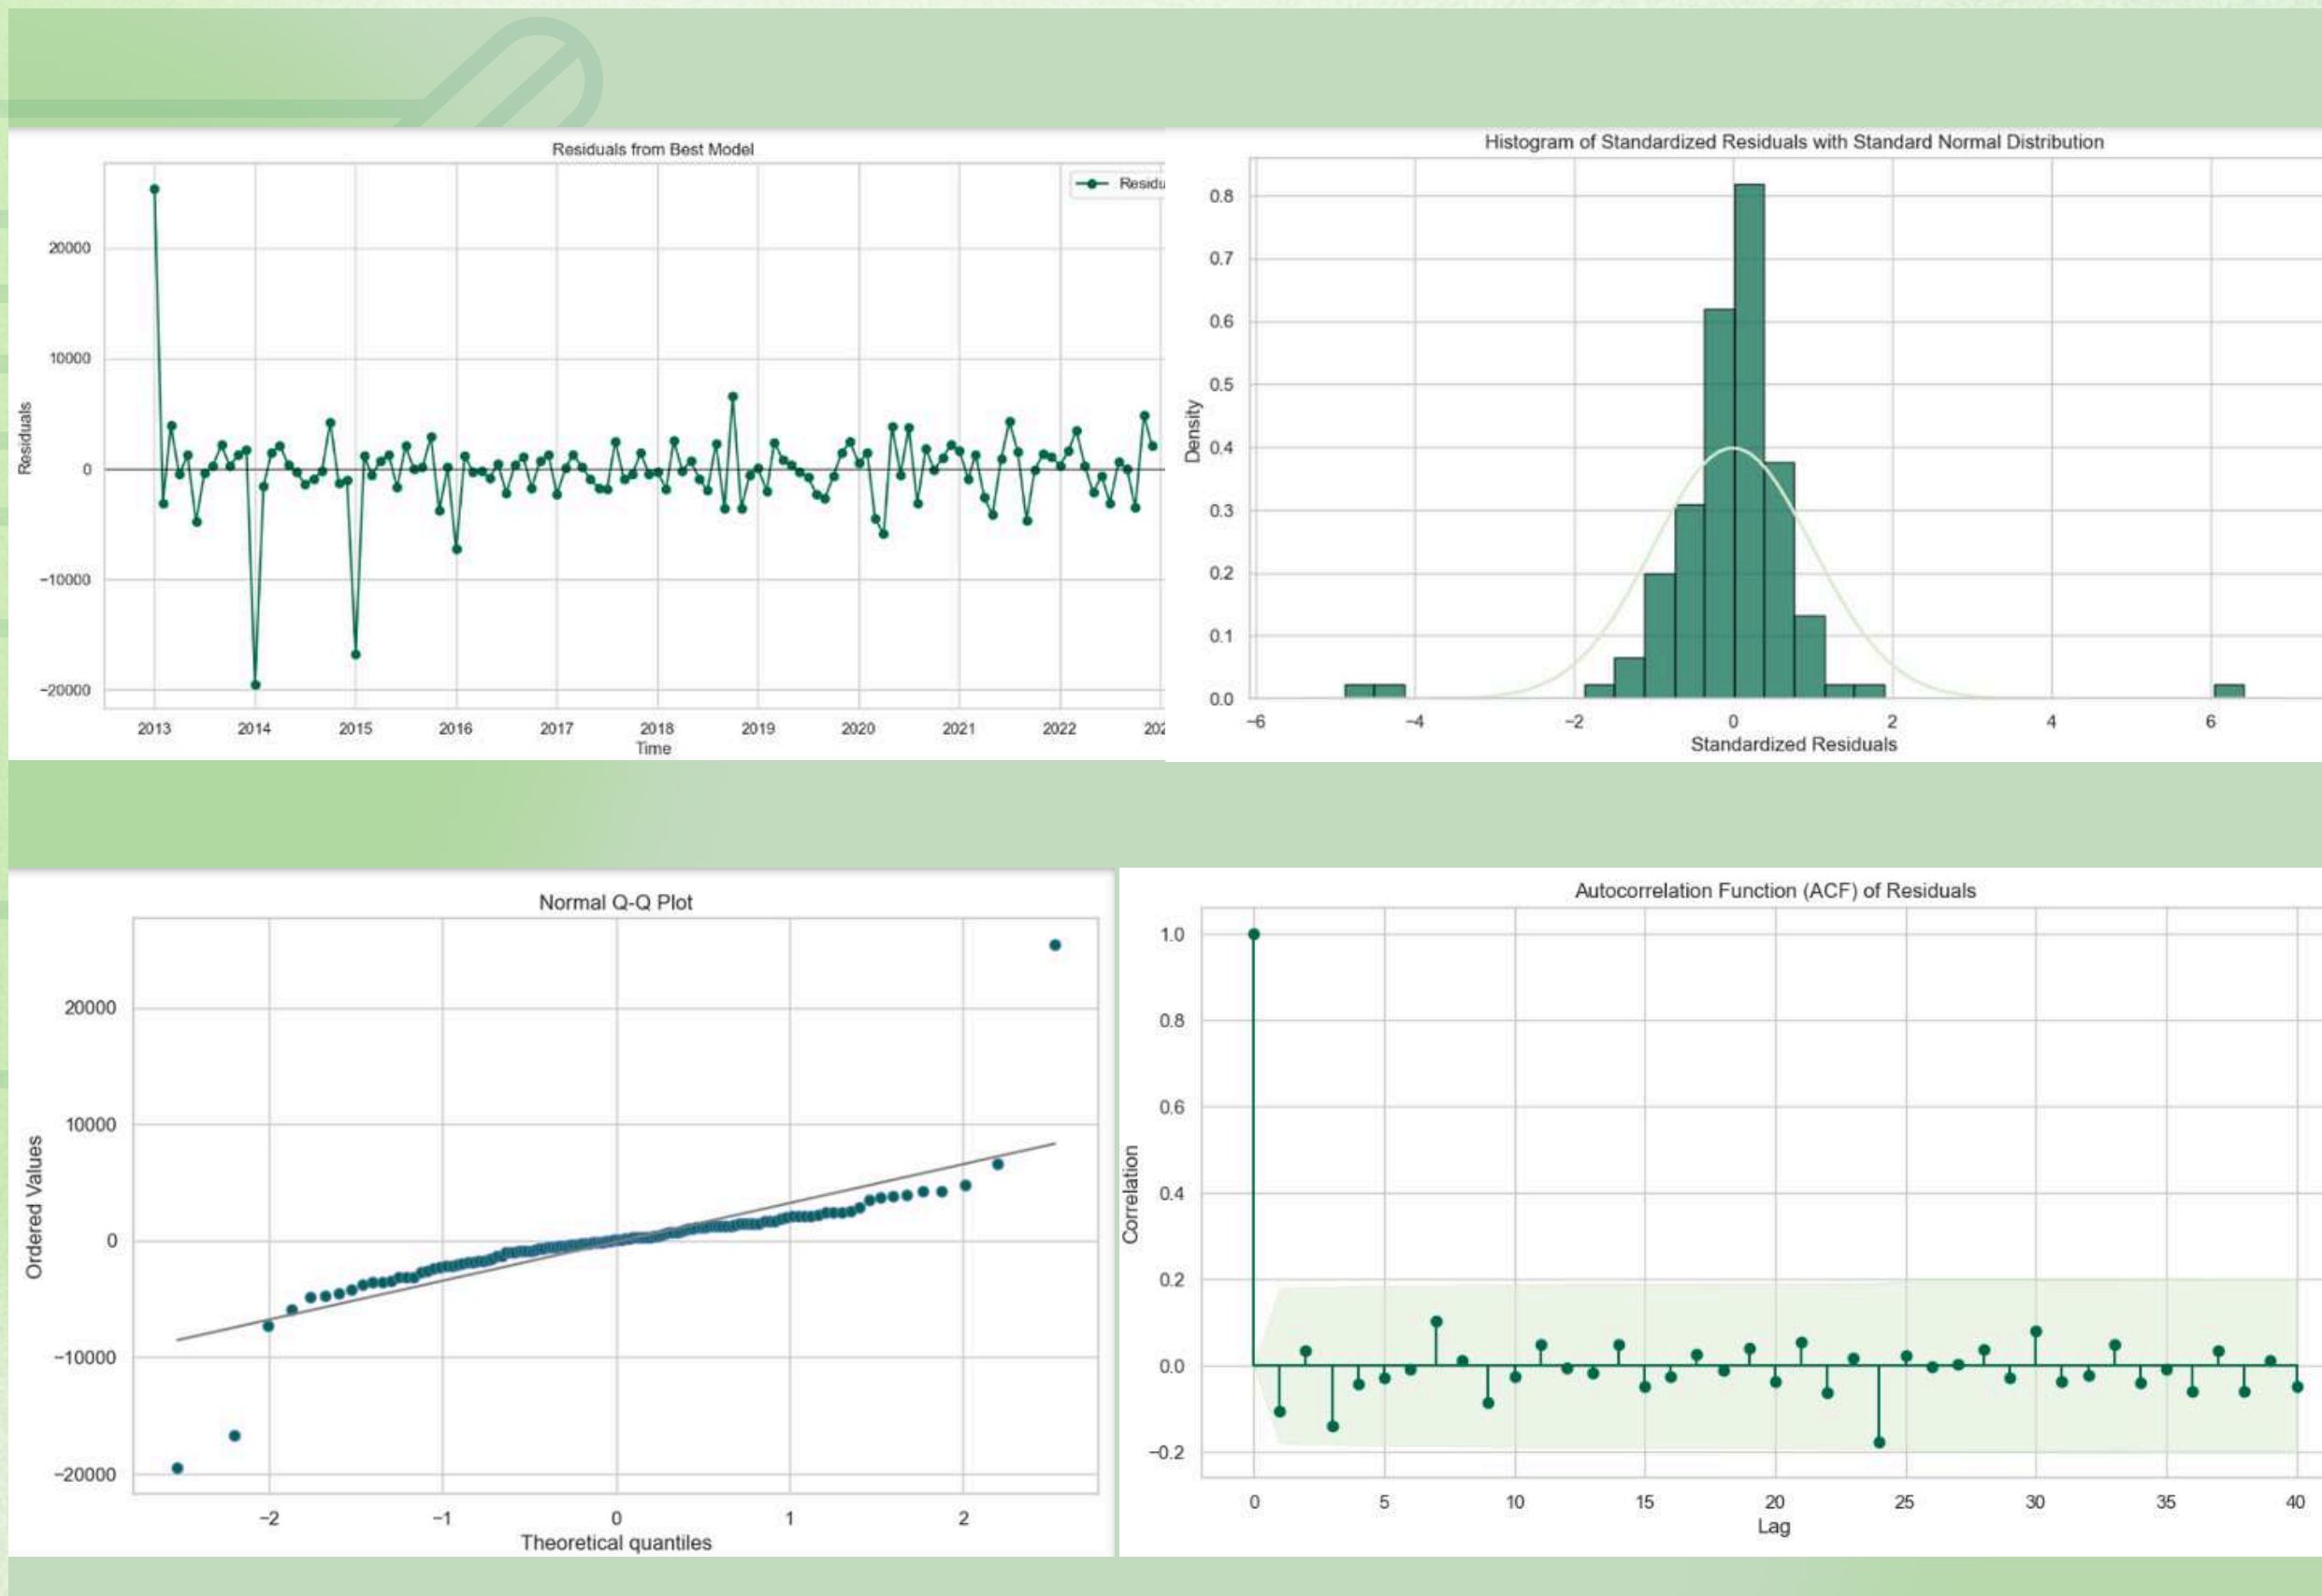 Residuals from Best Model
Residu
Residuals
20000
10000
0
−10000
−20000
2013 2014 2015 2016 2017 2018 2019 2020 2021 2022 202
Time
Histogram of Standardized Residuals with Standard Normal Distribution
Density
0.8
0.7
0.6
0.5
0.4
0.3
0.2
0.1
0.0
−6 −4 −2 0 2 4 6
Standardized Residuals
Normal Q-Q Plot
Ordered Values
20000
10000
0
−10000
−20000
−2 −1 0 1 2
Theoretical quantiles
Autocorrelation Function (ACF) of Residuals
Correlation
1.0
0.8
0.6
0.4
0.2
0.0
−0.2
0 5 10 15 20 25 30 35 40
Lag